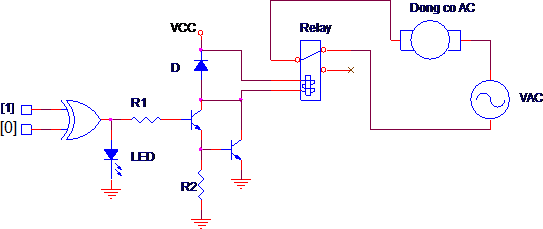 Dong co AC
VCC
Relay
D
VAC
[1]
R1
[0]
LED
R2